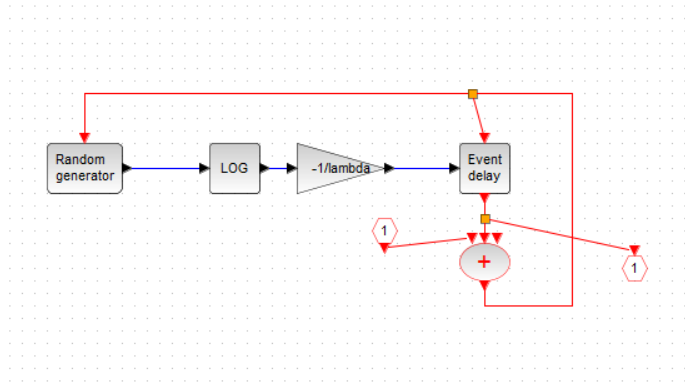 Random
generator
LOG
-1/lambda
Event
delay
1
+
1